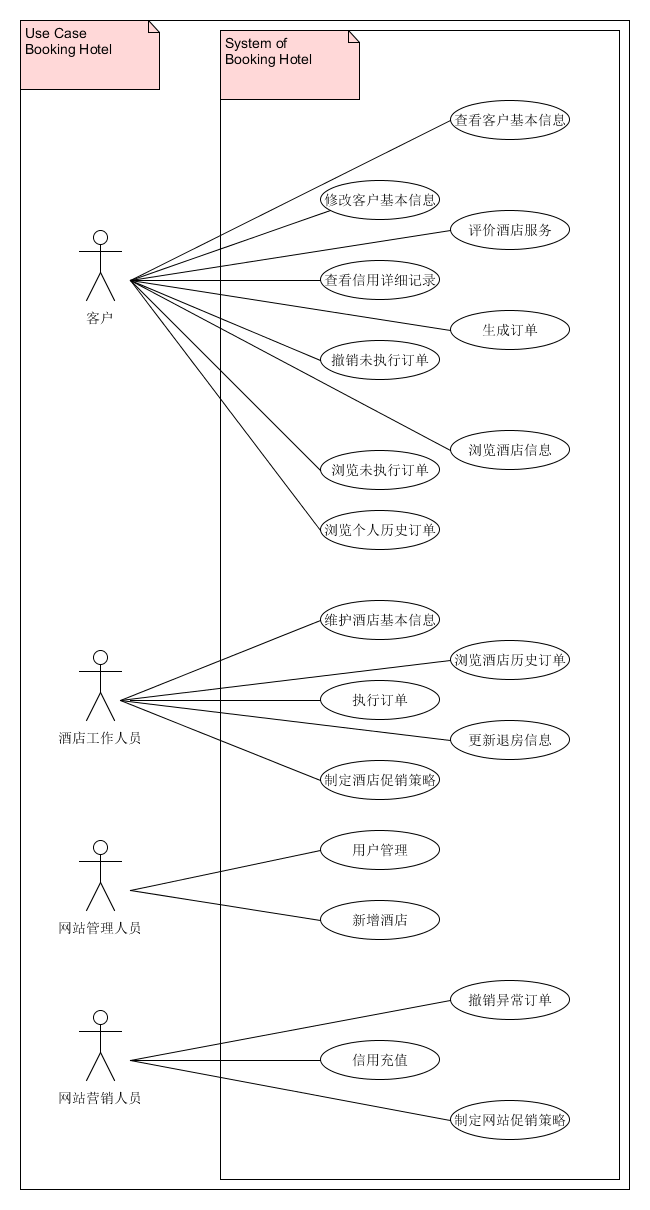 Use Case
Booking Hotel
System of
Booking Hotel
查看客户基本信息
修改客户基本信息
评价酒店服务
查看信用详细记录
客户
生成订单
撤销未执行订单
浏览酒店信息
浏览未执行订单
浏览个人历史订单
维护酒店基本信息
浏览酒店历史订单
执行订单
酒店工作人员
更新退房信息
制定酒店促销策略
用户管理
新增酒店
网站管理人员
撤销异常订单
信用充值
网站营销人员
制定网站促销策略